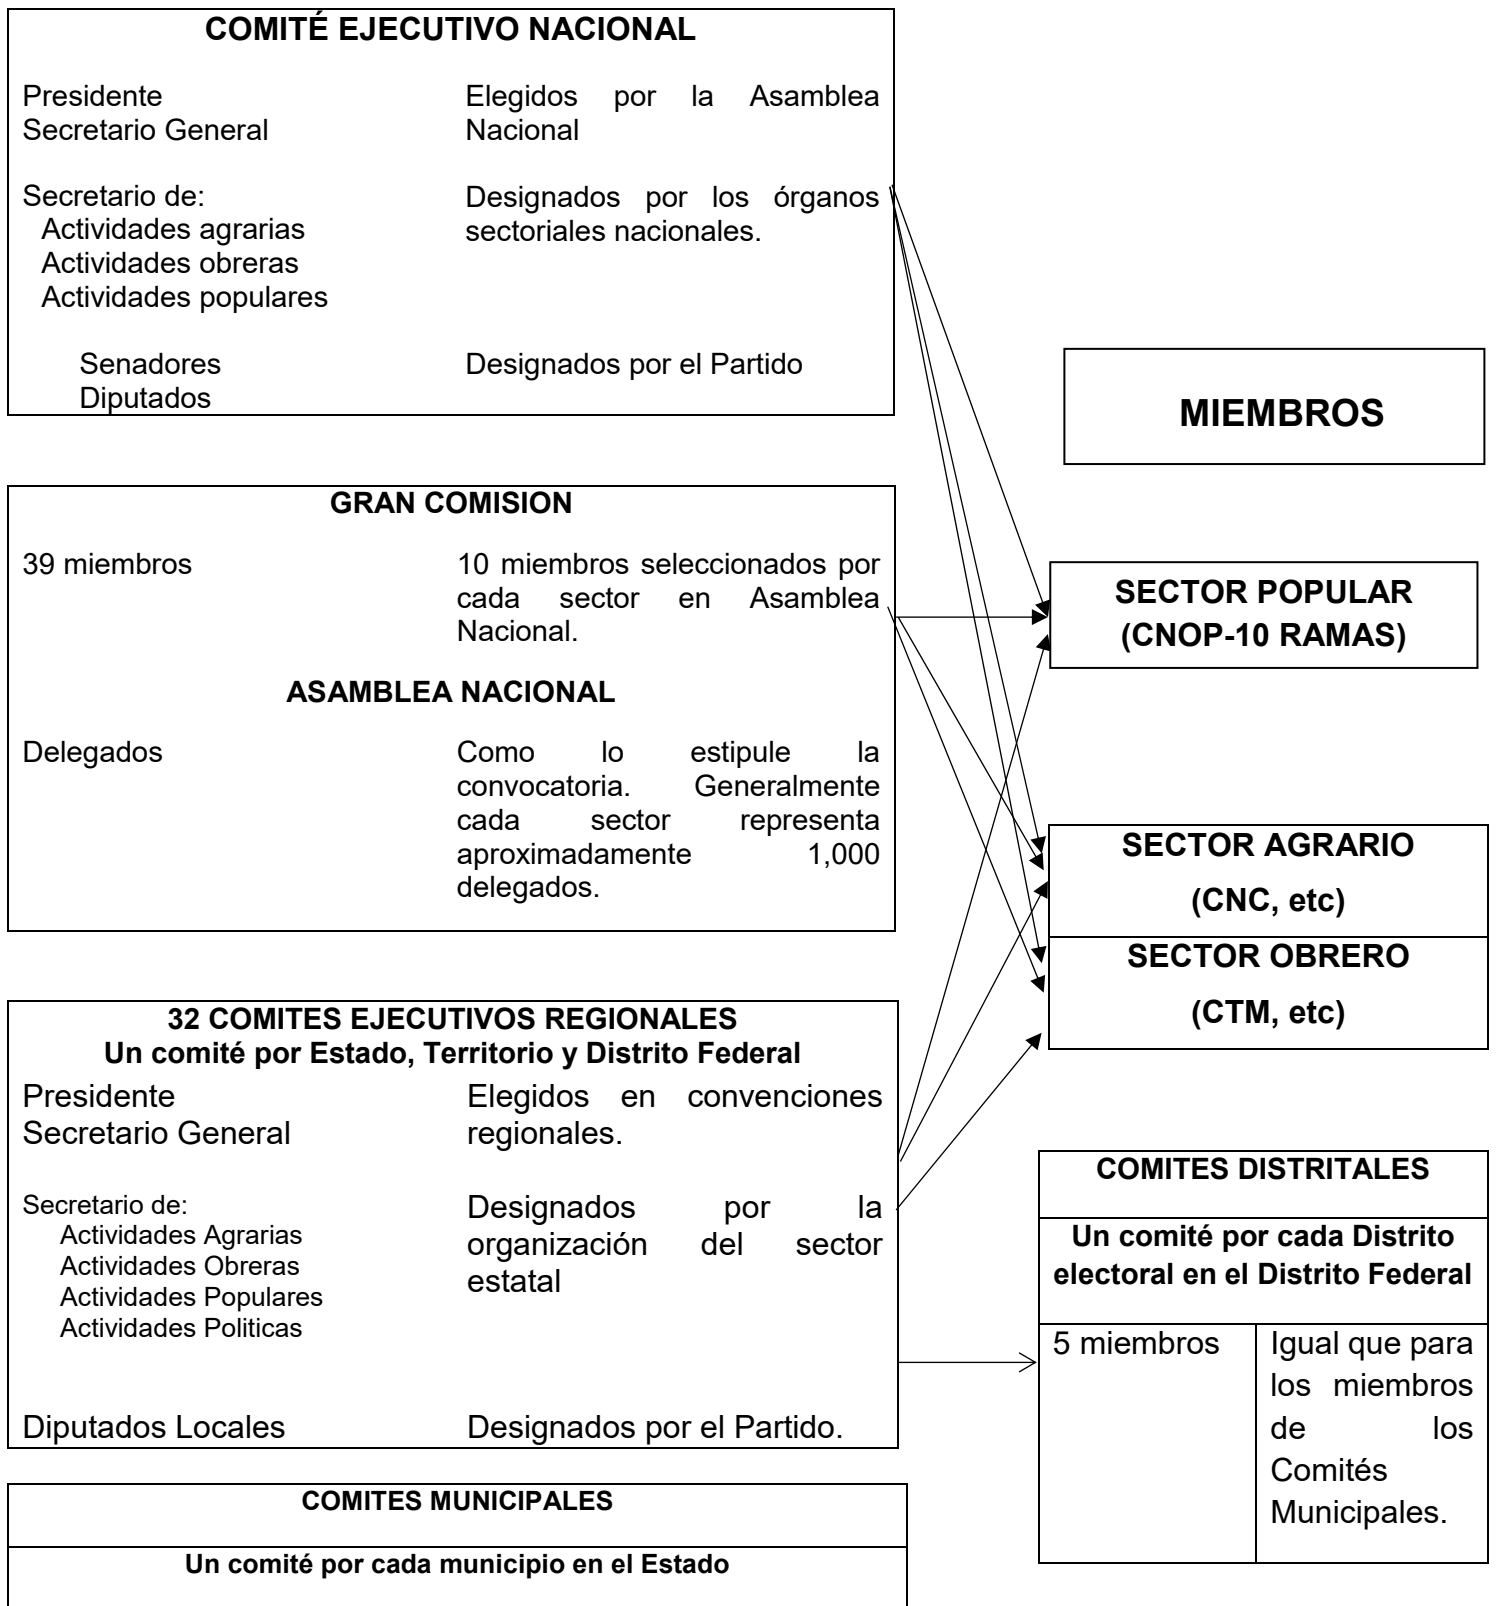 COMITÉ EJECUTIVO NACIONAL
Presidente
Secretario General
Elegidos por la Asamblea
Nacional
Secretario de:
Actividades agrarias
Actividades obreras
Actividades populares
Designados por los órganos
sectoriales nacionales.
Senadores
Diputados
Designados por el Partido
MIEMBROS
GRAN COMISION
39 miembros
10 miembros seleccionados por
cada sector en Asamblea
Nacional.
ASAMBLEA NACIONAL
Delegados
Como lo estipule la
convocatoria. Generalmente
cada sector representa
aproximadamente 1,000
delegados.
SECTOR POPULAR
(CNOP-10 RAMAS)
SECTOR AGRARIO
(CNC, etc)
SECTOR OBRERO
(CTM, etc)
32 COMITES EJECUTIVOS REGIONALES
Un comité por Estado, Territorio y Distrito Federal
Presidente
Secretario General
Elegidos en convenciones
regionales.
Secretario de:
Actividades Agrarias
Actividades Obreras
Actividades Populares
Actividades Politicas
Designados por la
organización del sector
estatal
Diputados Locales
Designados por el Partido.
COMITES DISTRITALES
Un comité por cada Distrito
electoral en el Distrito Federal
5 miembros
Igual que para
los miembros
de los
Comités
Municipales.
COMITES MUNICIPALES
Un comité por cada municipio en el Estado